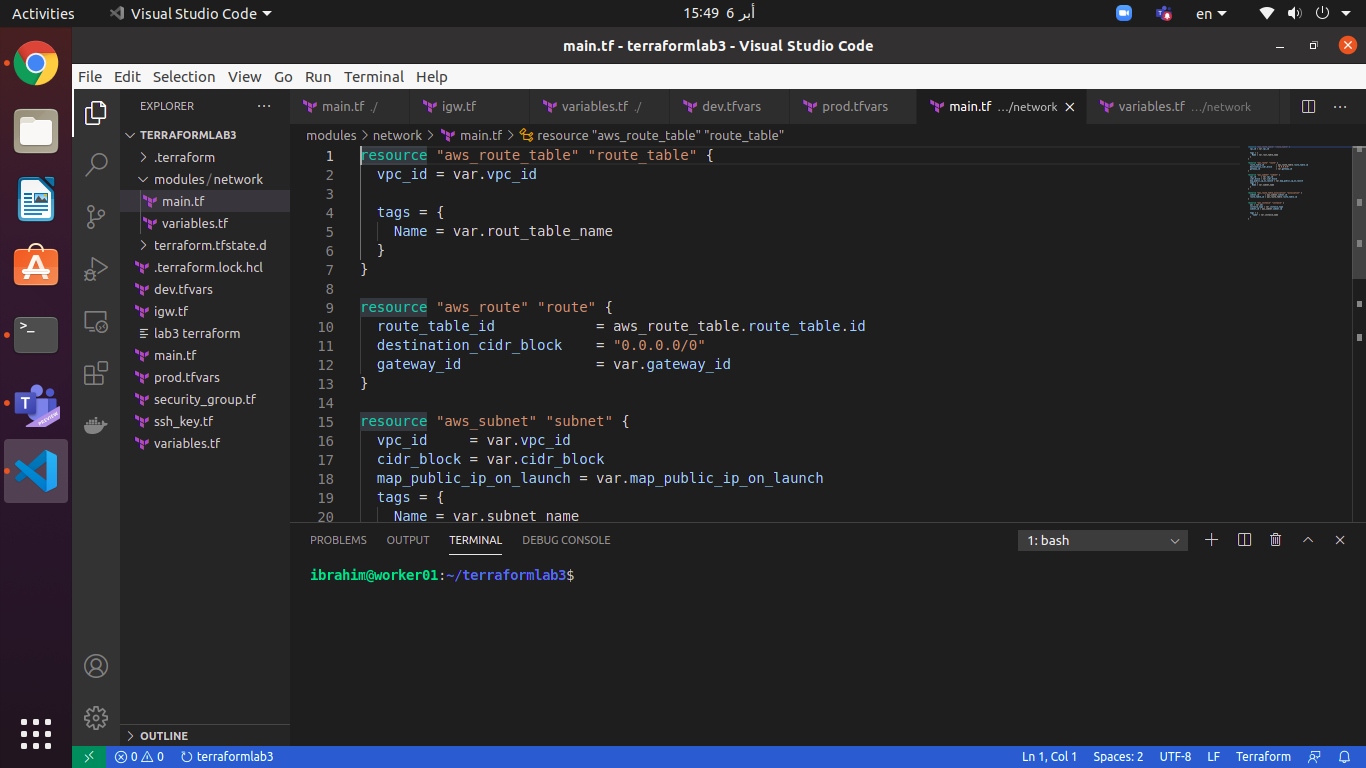 Activities
Visual Studio Code
15:49 6 أبر
en
main.tf - terraformlab3 - Visual Studio Code
File Edit Selection View Go Run Terminal Help
EXPLORER
TERRAFORMLAB3
.terraform
modules/network
main.tf
variables.tf
terraform.tfstate.d
.terraform.lock.hcl
dev.tfvars
igw.tf
lab3 terraform
main.tf
prod.tfvars
security_group.tf
ssh_key.tf
variables.tf
OUTLINE
main.tf ./ igw.tf variables.tf ./ dev.tfvars prod.tfvars main.tf .../network variables.tf .../network
modules > network > main.tf > resource "aws_route_table" "route_table"
1 resource "aws_route_table" "route_table" {
2 vpc_id = var.vpc_id
3
4 tags = {
5 Name = var.rout_table_name
6 }
7 }
8
9 resource "aws_route" "route" {
10 route_table_id = aws_route_table.route_table.id
11 destination_cidr_block = "0.0.0.0/0"
12 gateway_id = var.gateway_id
13 }
14
15 resource "aws_subnet" "subnet" {
16 vpc_id = var.vpc_id
17 cidr_block = var.cidr_block
18 map_public_ip_on_launch = var.map_public_ip_on_launch
19 tags = {
20 Name = var.subnet_name
PROBLEMS OUTPUT TERMINAL DEBUG CONSOLE
1: bash
ibrahim@worker01:~/terraformlab3$
0 0 terraformlab3
Ln 1, Col 1 Spaces: 2 UTF-8 LF Terraform